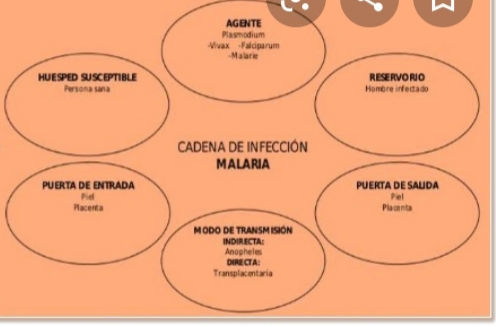 AGENTE
Plasmodium
-Vivax -Falciparum
-Malarie
HUESPED SUSCEPTIBLE
Persona sana
RESERVORIO
Hombre infectado
CADENA DE INFECCIÓN
MALARIA
PUERTA DE ENTRADA
Piel
Placenta
PUERTA DE SALIDA
Piel
Placenta
MODO DE TRANSMISIÓN
INDIRECTA:
Anopheles
DIRECTA:
Transplacentaria